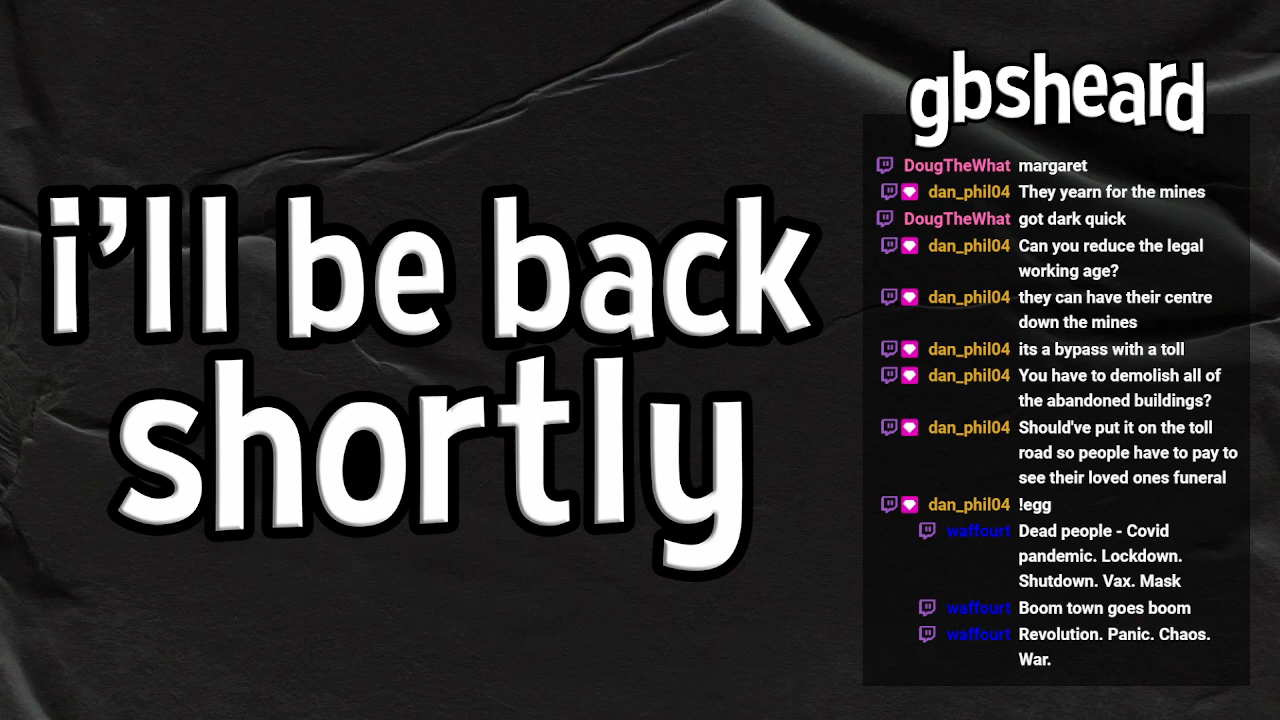 i'll be back
shortly
gbsheard
DougTheWhat margaret
dan_phil04 They yearn for the mines
DougTheWhat got dark quick
dan_phil04 Can you reduce the legal
working age?
dan_phil04 they can have their centre
down the mines
dan_phil04 its a bypass with a toll
dan_phil04 You have to demolish all of
the abandoned buildings?
dan_phil04 Should've put it on the toll
road so people have to pay to
see their loved ones funeral
dan_phil04 !egg
waffourt Dead people - Covid
pandemic. Lockdown.
Shutdown. Vax. Mask
waffourt Boom town goes boom
waffourt Revolution. Panic. Chaos.
War.